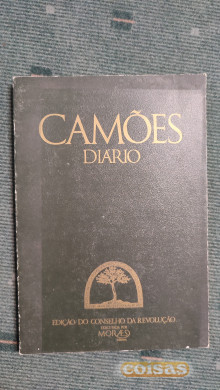 CAMÕES
DIÁRIO
EDIÇÃO DO CONSELHO DA REVOLUÇÃO
MORAES
coisas